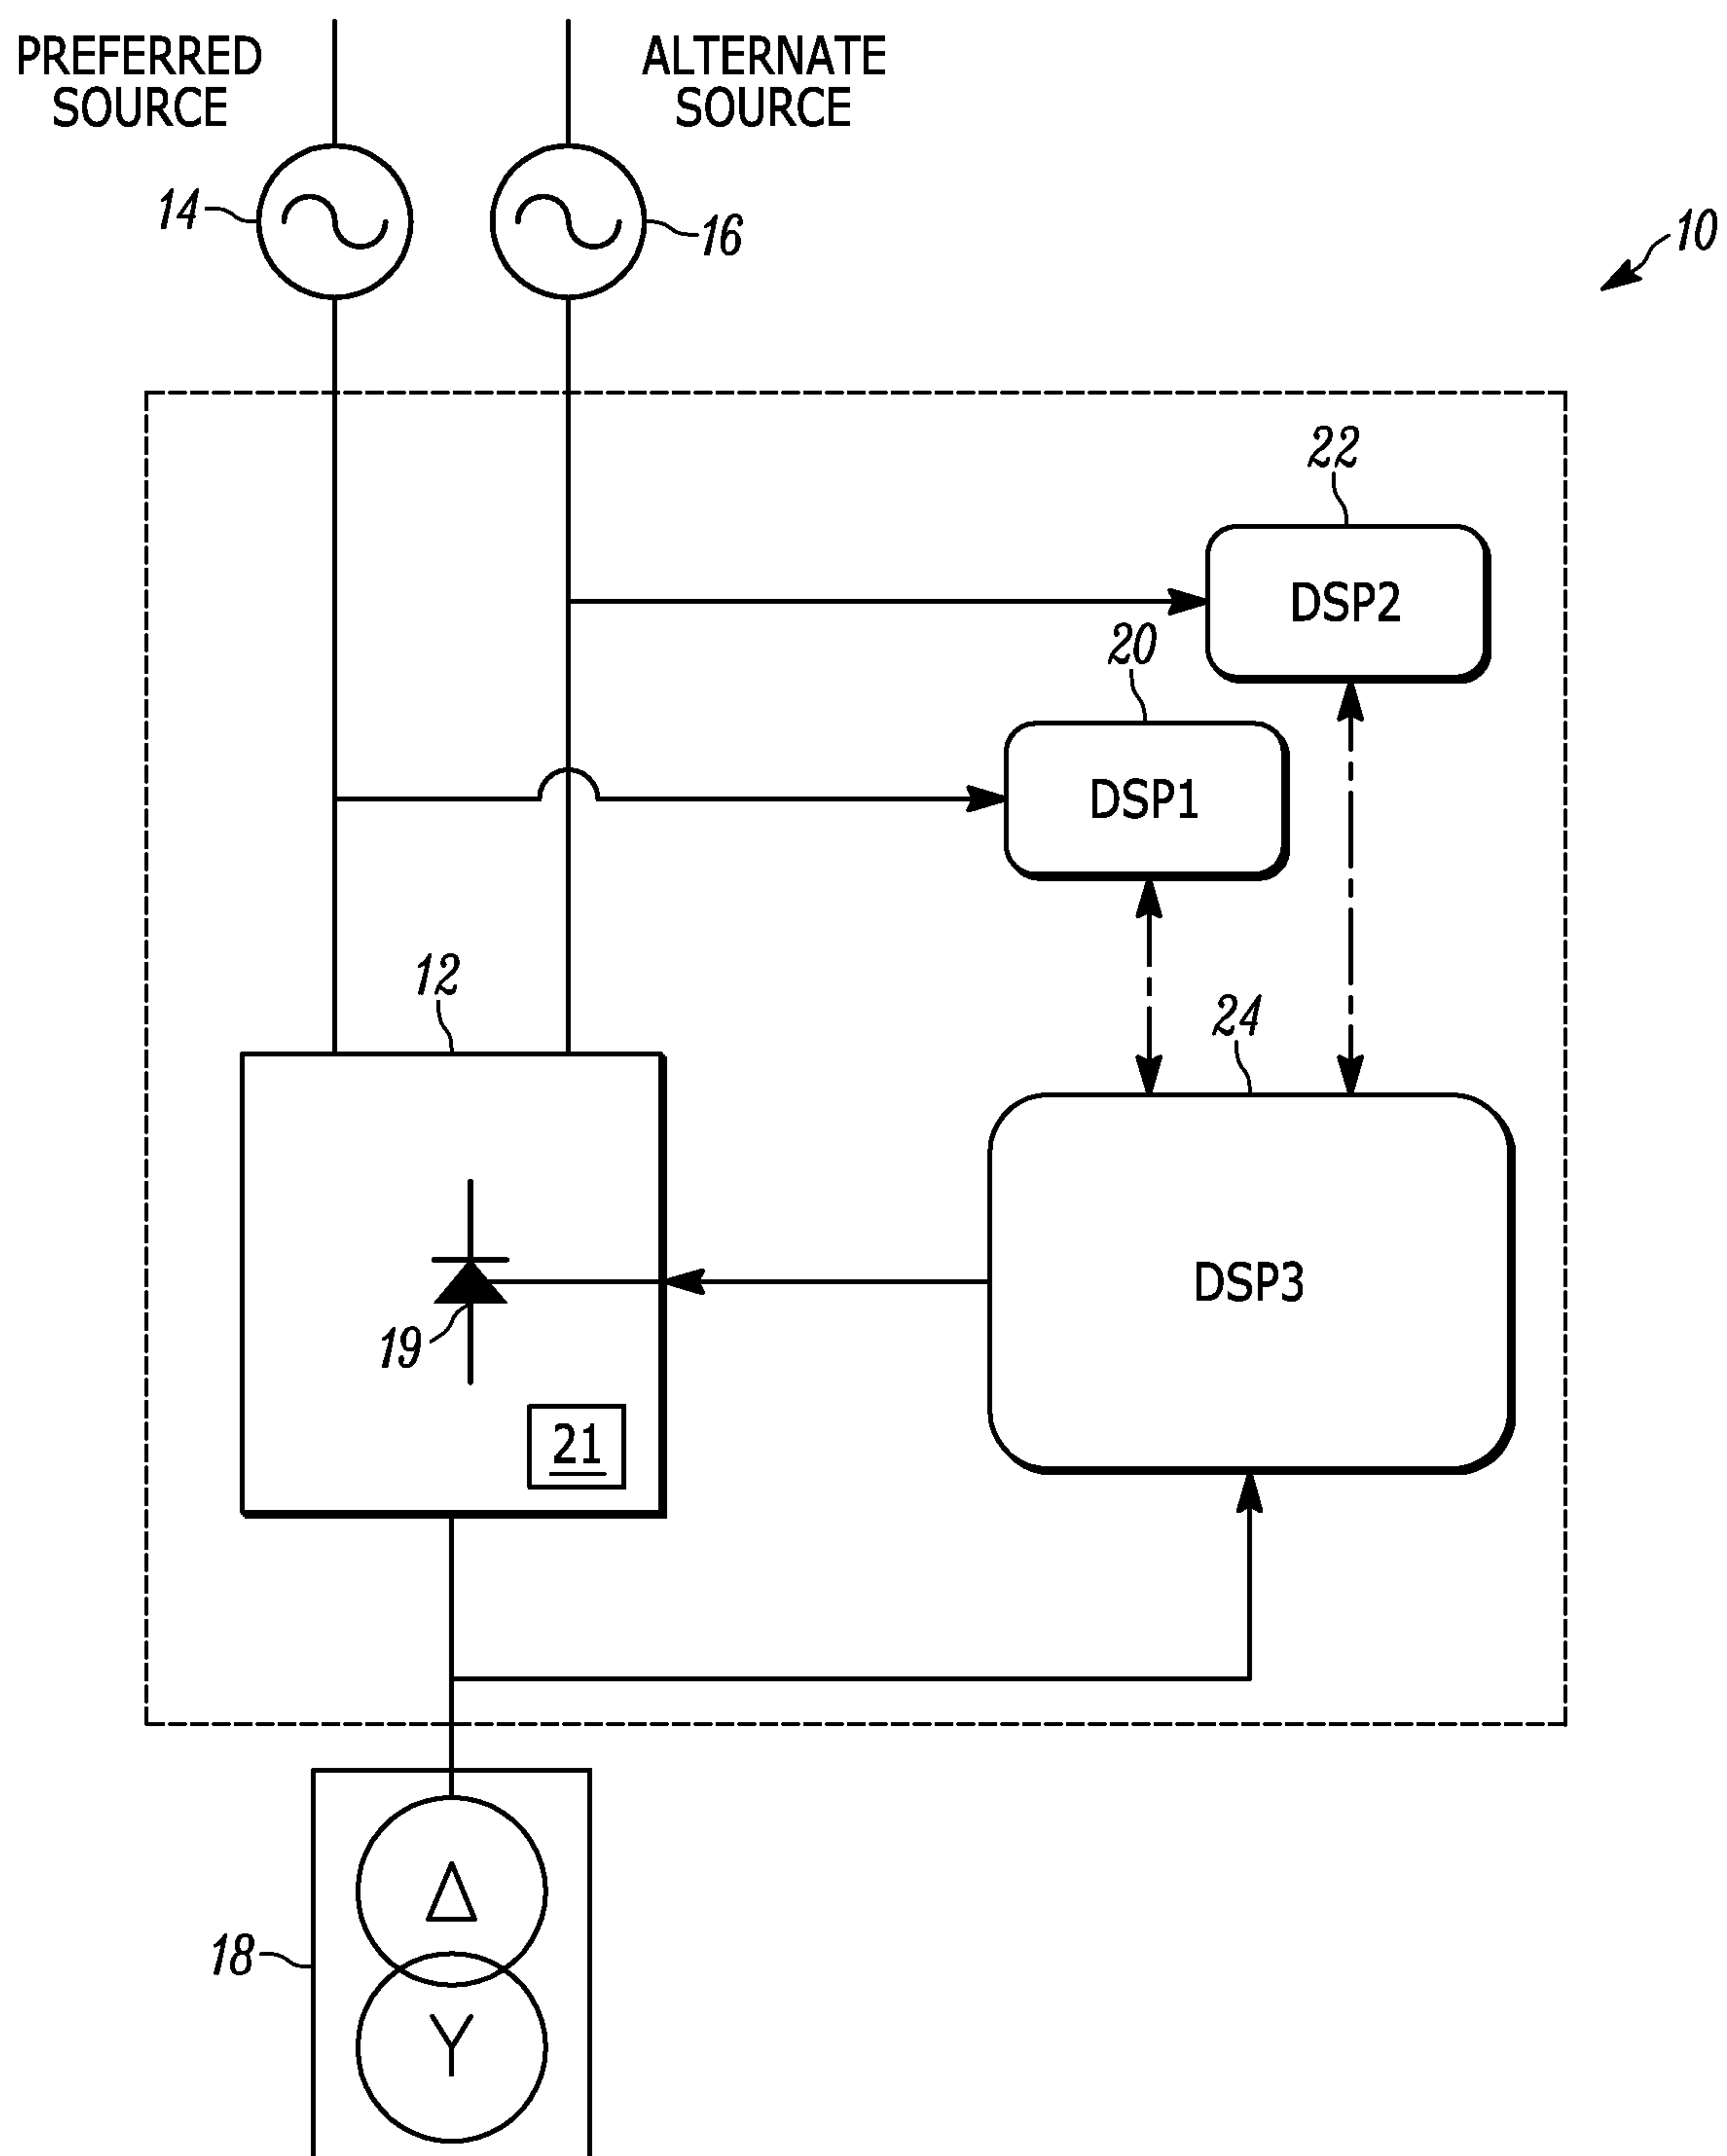 PREFERRED
SOURCE
ALTERNATE
SOURCE
14
16
10
22
DSP2
20
DSP1
12
24
DSP3
19
21
Δ
18
Y